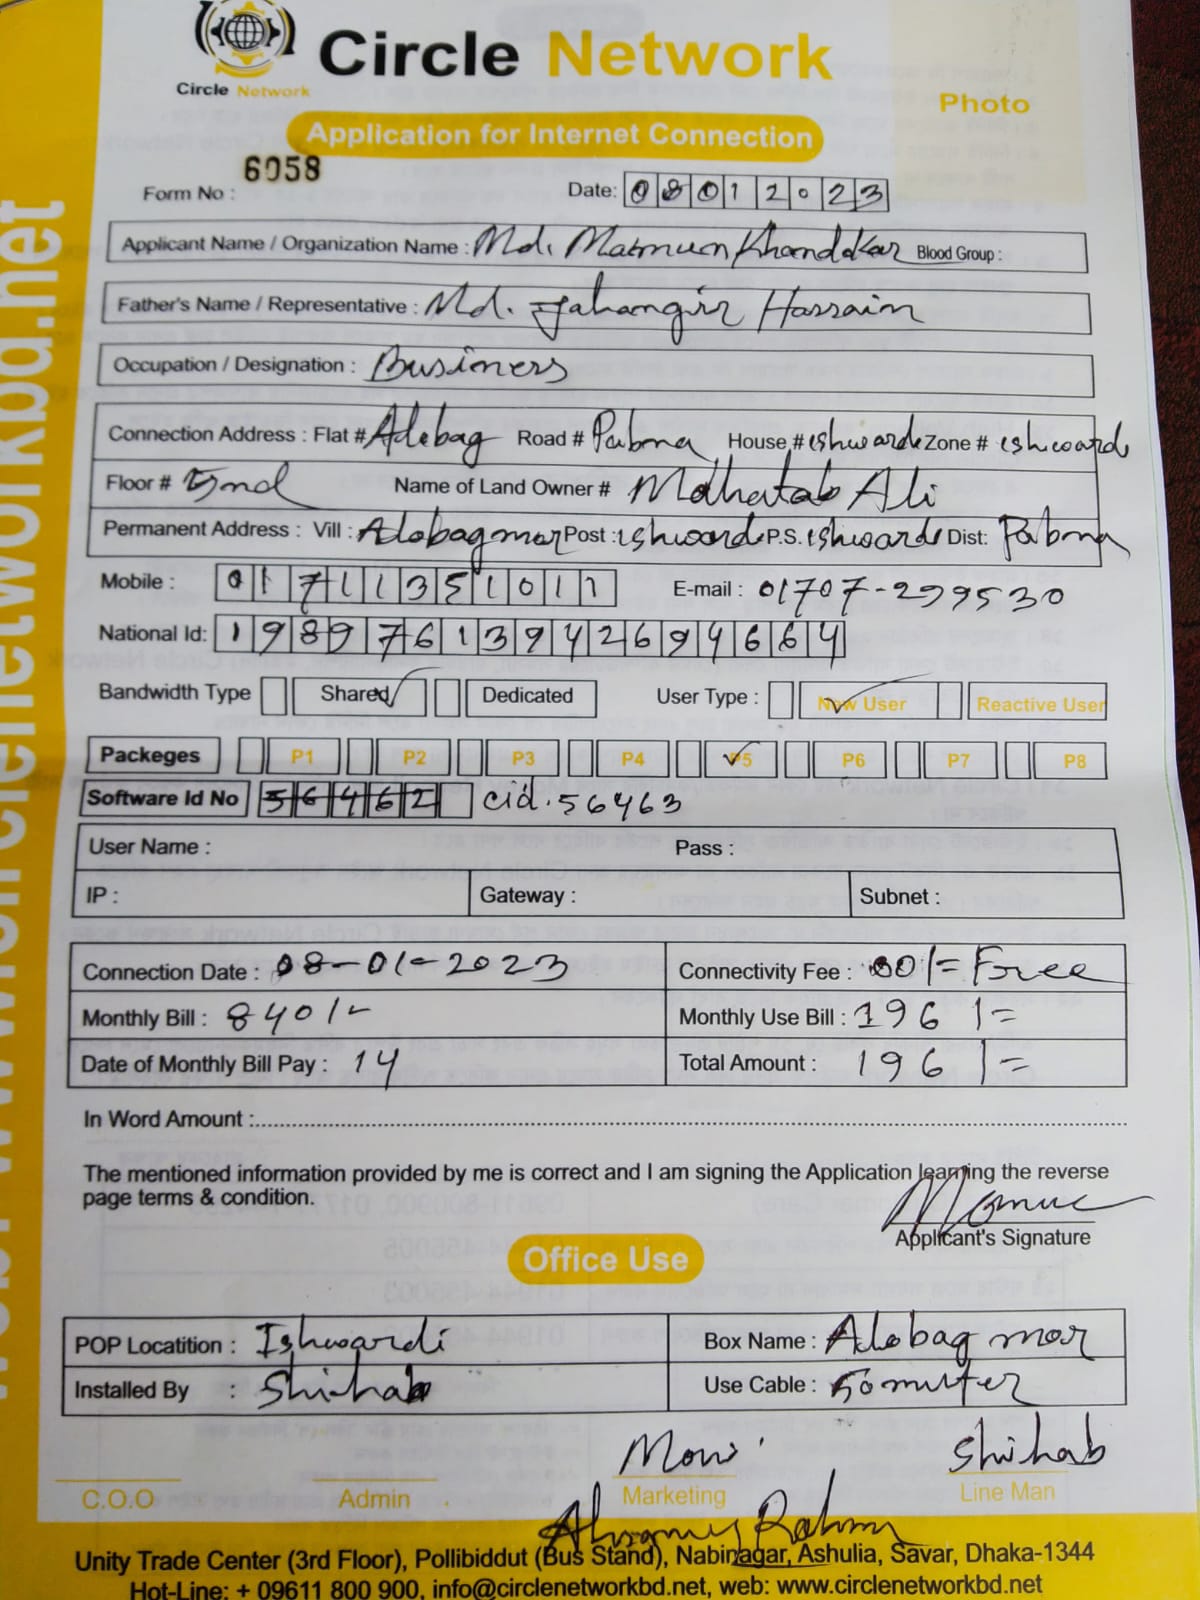 Circle Network
Circle Network
Photo
Application for Internet Connection
Form No : 6058
Date: 08012023
Applicant Name / Organization Name : Md. Mamun Khandakar Blood Group :
Father's Name / Representative : Md. Jahangir Hossain
Occupation / Designation : Business
Connection Address : Flat # Alobag Road # Pabna House # ishwardi Zone # ishwardi
Floor # Name of Land Owner # Mahatab Ali
Permanent Address : Vill : Alobag mor Post : ishwardi P.S. ishwardi Dist: Pabna
Mobile : 01711351011 E-mail : 01707-299530
National Id: 19897613942694664
Bandwidth Type Shared Dedicated User Type : New User Reactive User
Packeges P1 P2 P3 P4 P5 P6 P7 P8
Software Id No 56462 cid. 56463
User Name : Pass :
IP : Gateway : Subnet :
Connection Date : 08-01-2023 Connectivity Fee : 00/= Free
Monthly Bill : 840/- Monthly Use Bill : 196/=
Date of Monthly Bill Pay : 14 Total Amount : 196/=
In Word Amount :
The mentioned information provided by me is correct and I am signing the Application learning the reverse
page terms & condition.
Applicant's Signature
Office Use
POP Locatition : Ishwardi Box Name : Alobag mor
Installed By : Shihab Use Cable : 50 miter
Shihab
C.O.O Admin Marketing Line Man
Unity Trade Center (3rd Floor), Pollibiddut (Bus Stand), Nabinagar, Ashulia, Savar, Dhaka-1344
Hot-Line: + 09611 800 900, info@circlenetworkbd.net, web: www.circlenetworkbd.net